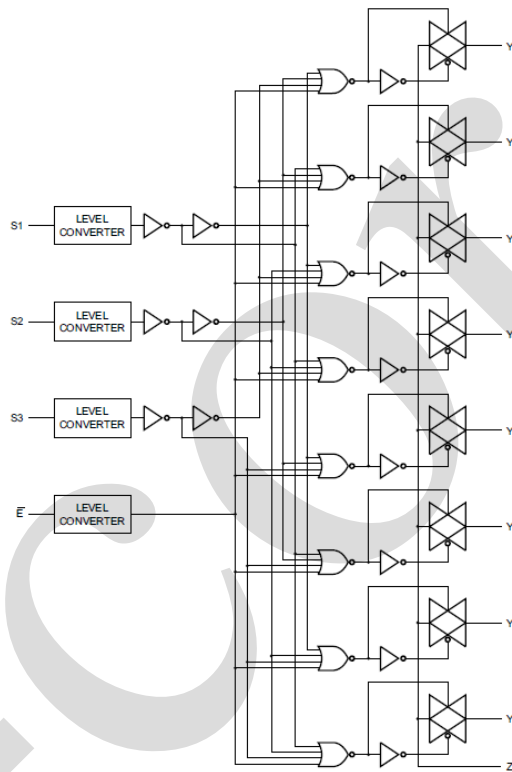 Y
Y
S1
LEVEL
CONVERTER
Y
S2
LEVEL
CONVERTER
Y
S3
LEVEL
CONVERTER
Y
E̅
LEVEL
CONVERTER
Y
Y
Y
Z